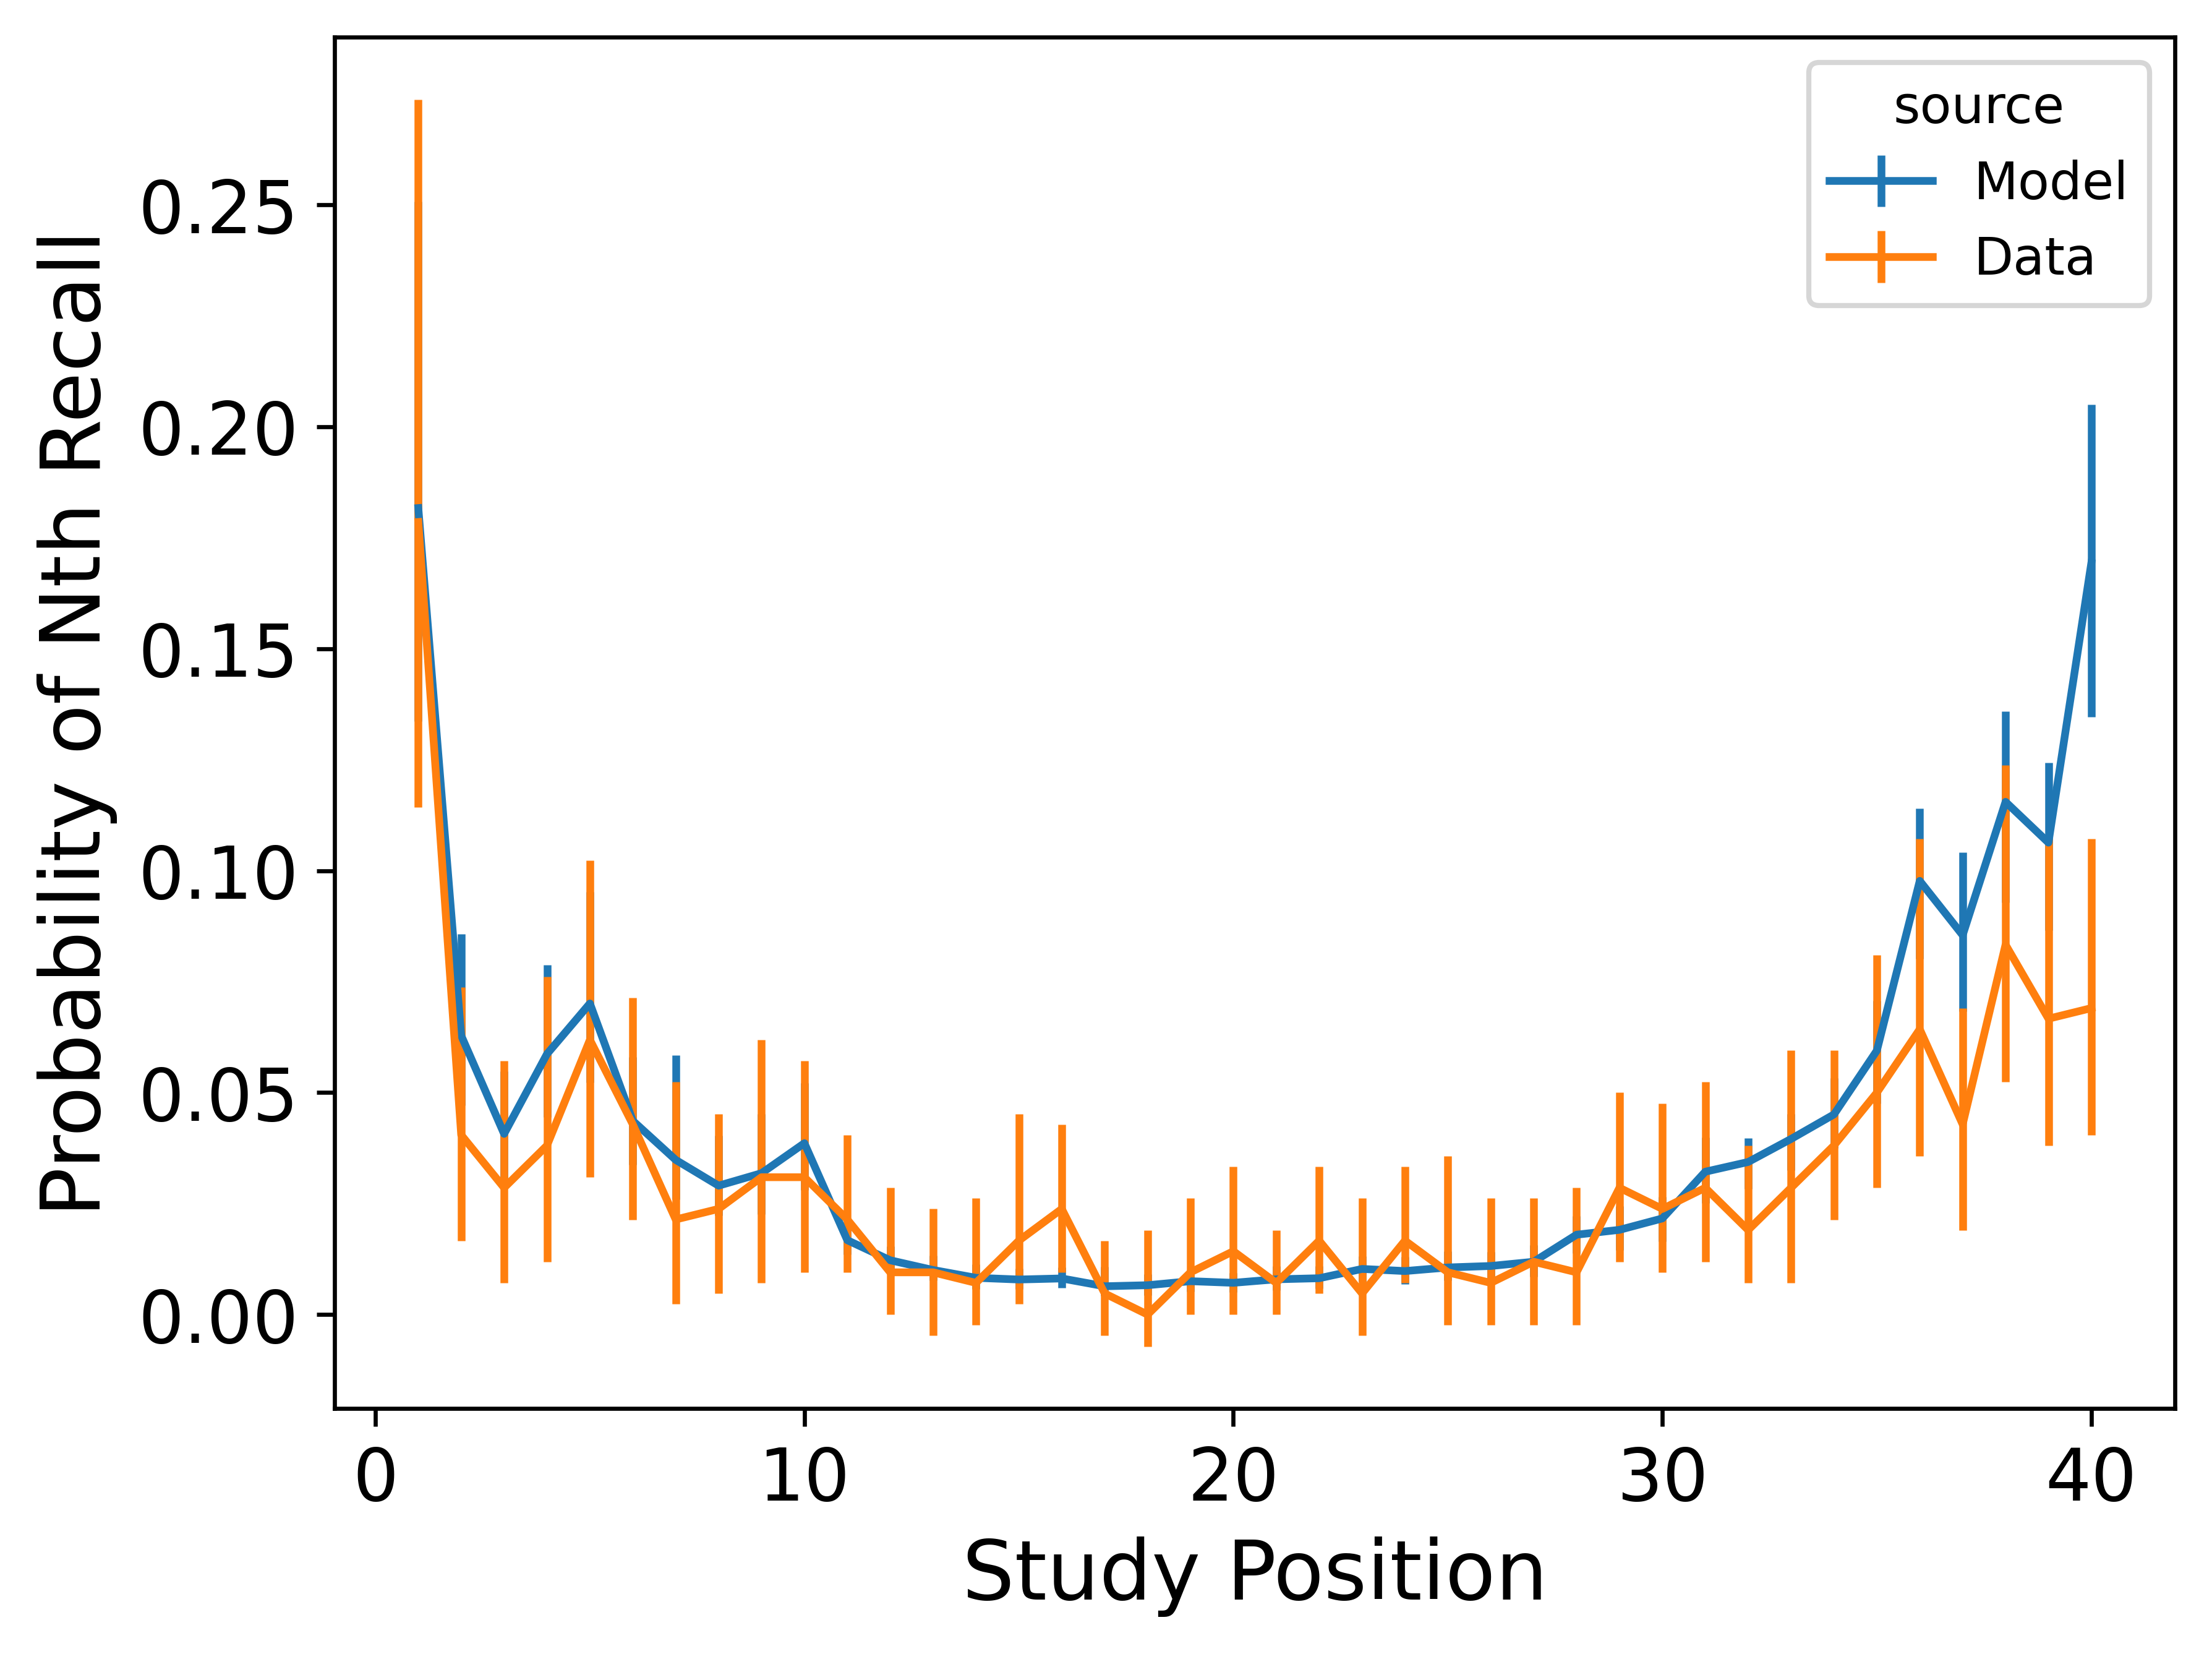 source
Model
Data
0.25
0.20
0.15
0.10
0.05
0.00
Probability of Nth Recall
0 10 20 30 40
Study Position